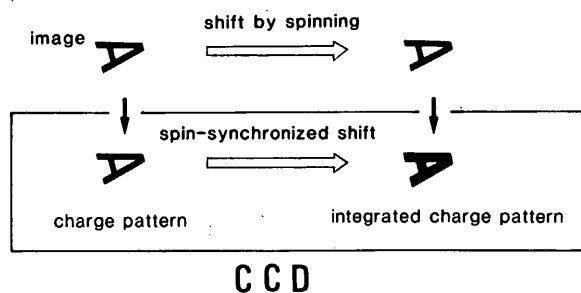 shift by spinning
image
A A
spin-synchronized shift
A A
charge pattern integrated charge pattern
CCD